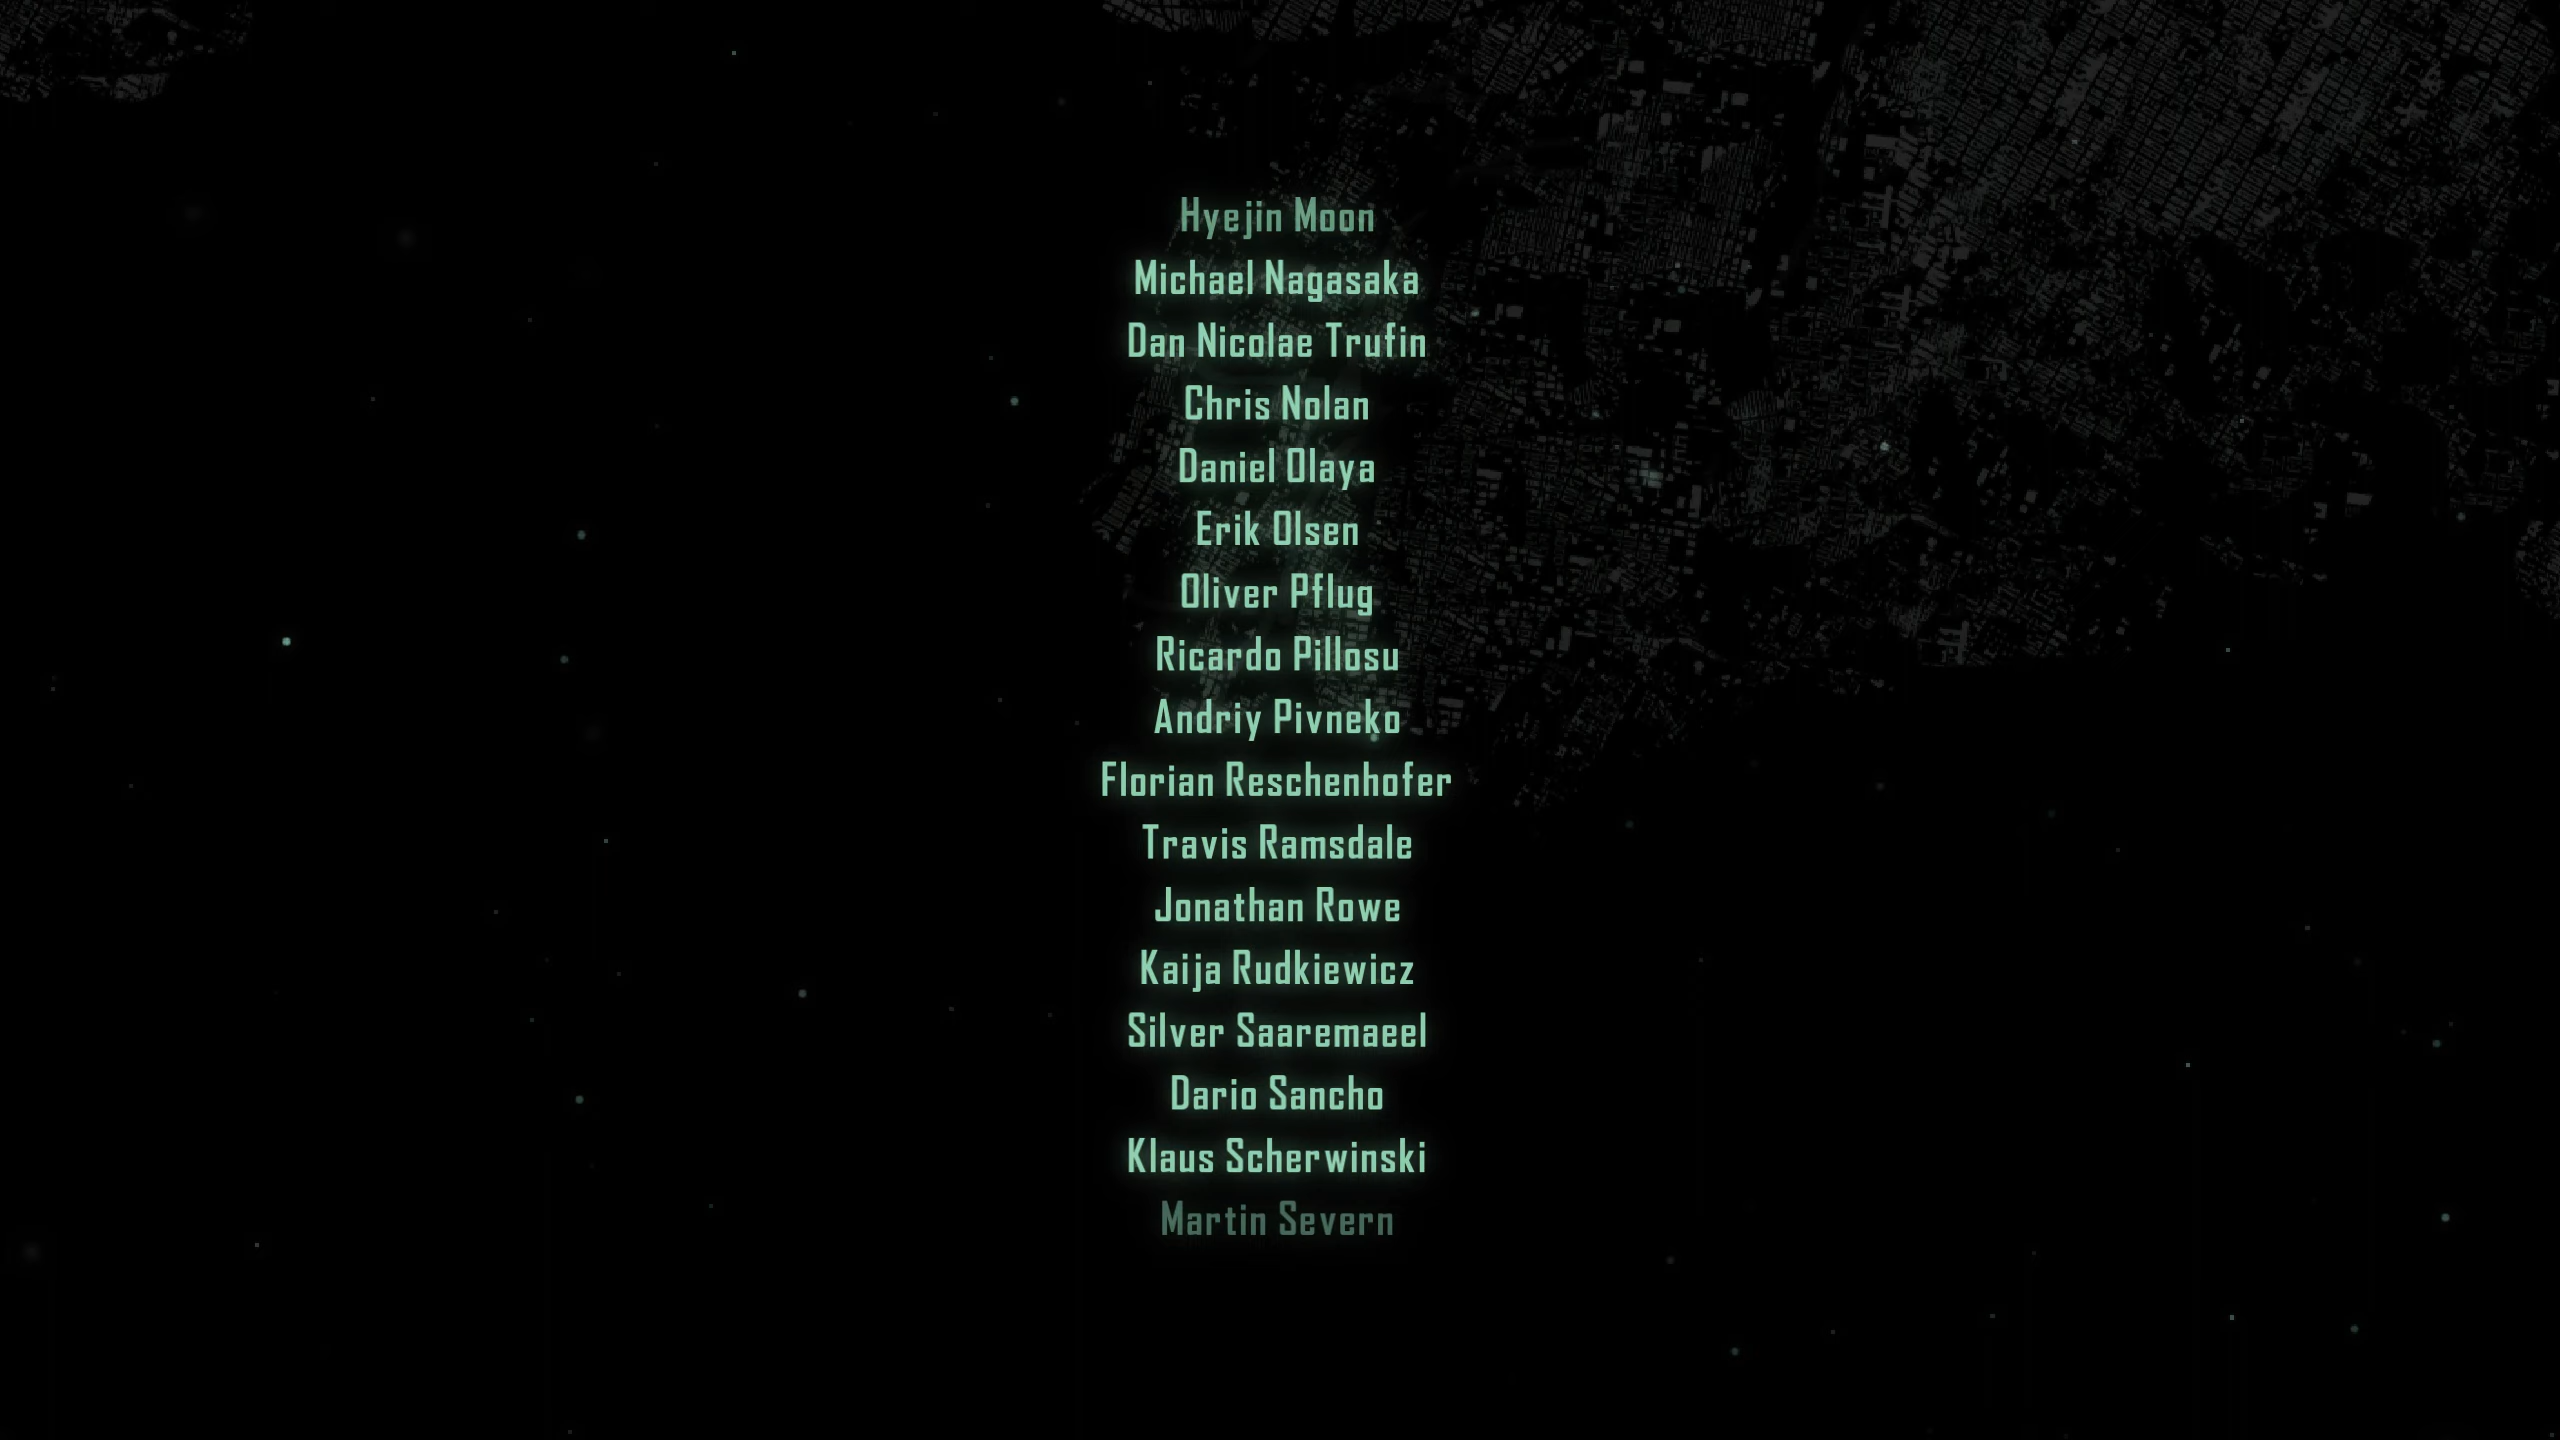 Hyejin Moon
Michael Nagasaka
Dan Nicolae Trufin
Chris Nolan
Daniel Olaya
Erik Olsen
Oliver Pflug
Ricardo Pillosu
Andriy Pivneko
Florian Reschenhofer
Travis Ramsdale
Jonathan Rowe
Kaija Rudkiewicz
Silver Saaremaeel
Dario Sancho
Klaus Scherwinski
Martin Severn